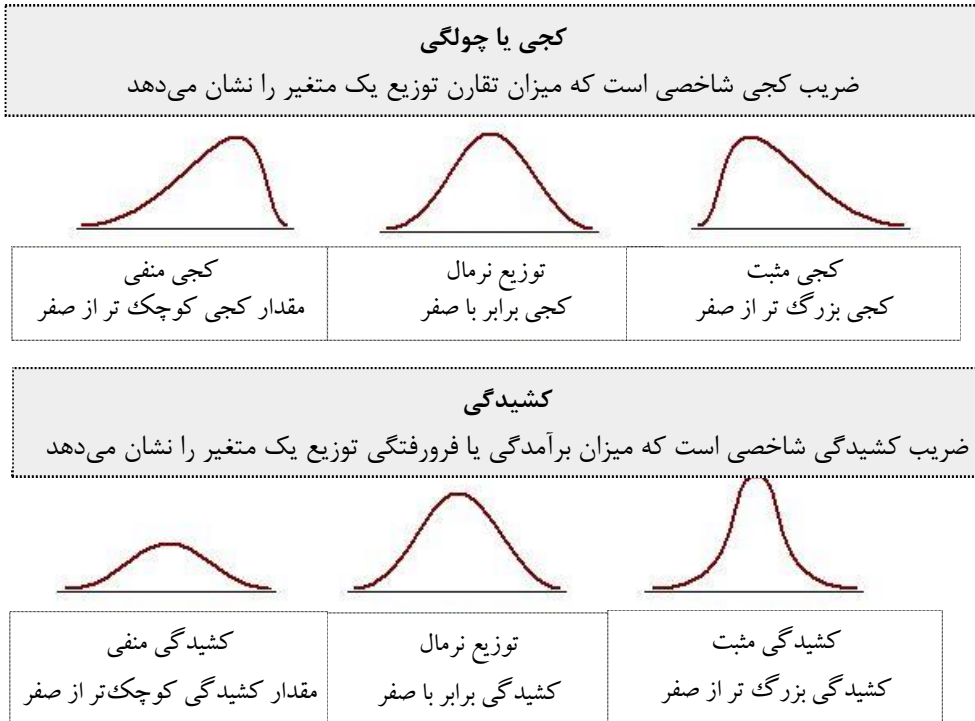 کجی یا چولگی
ضریب کجی شاخصی است که میزان تقارن توزیع یک متغیر را نشان می‌دهد
کجی مثبت
کجی بزرگ تر از صفر
توزیع نرمال
کجی برابر با صفر
کجی منفی
مقدار کجی کوچک تر از صفر
کشیدگی
ضریب کشیدگی شاخصی است که میزان برآمدگی یا فرورفتگی توزیع یک متغیر را نشان می‌دهد
کشیدگی مثبت
کشیدگی بزرگ تر از صفر
توزیع نرمال
کشیدگی برابر با صفر
کشیدگی منفی
مقدار کشیدگی کوچک‌تر از صفر